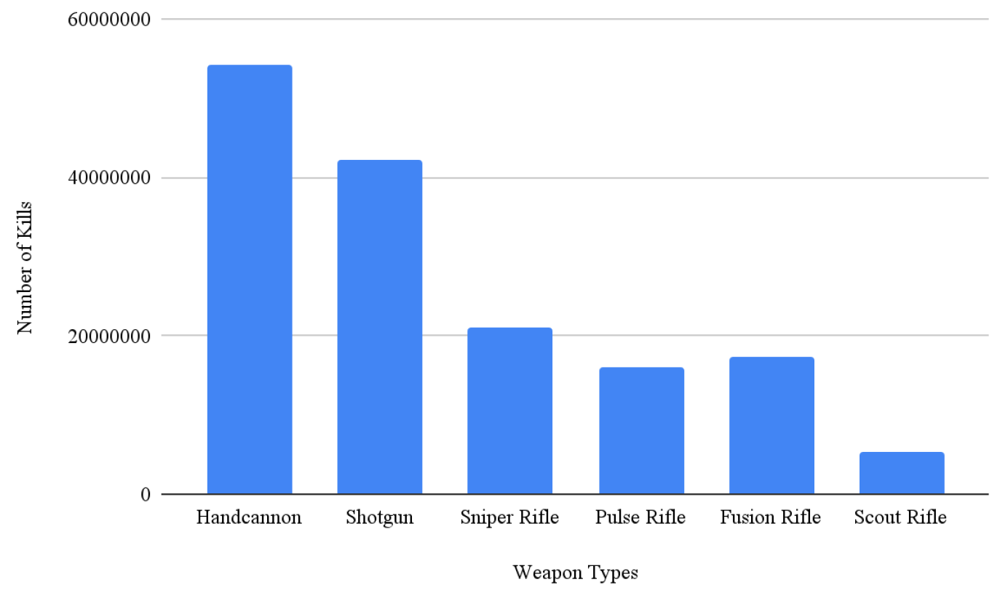 60000000
40000000
20000000
0
Number of Kills
Handcannon Shotgun Sniper Rifle Pulse Rifle Fusion Rifle Scout Rifle
Weapon Types